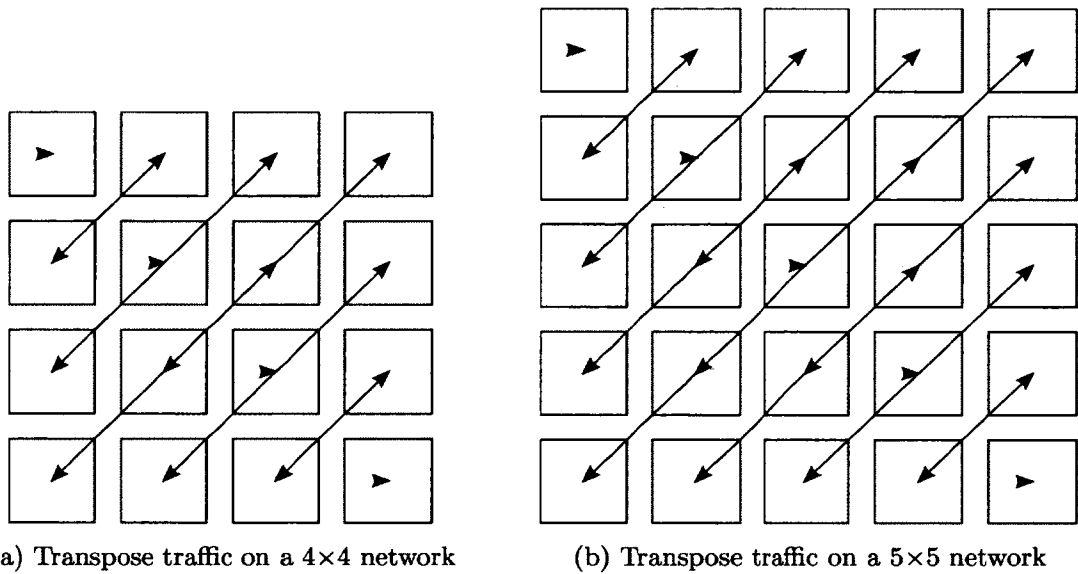 a) Transpose traffic on a 4×4 network
(b) Transpose traffic on a 5×5 network